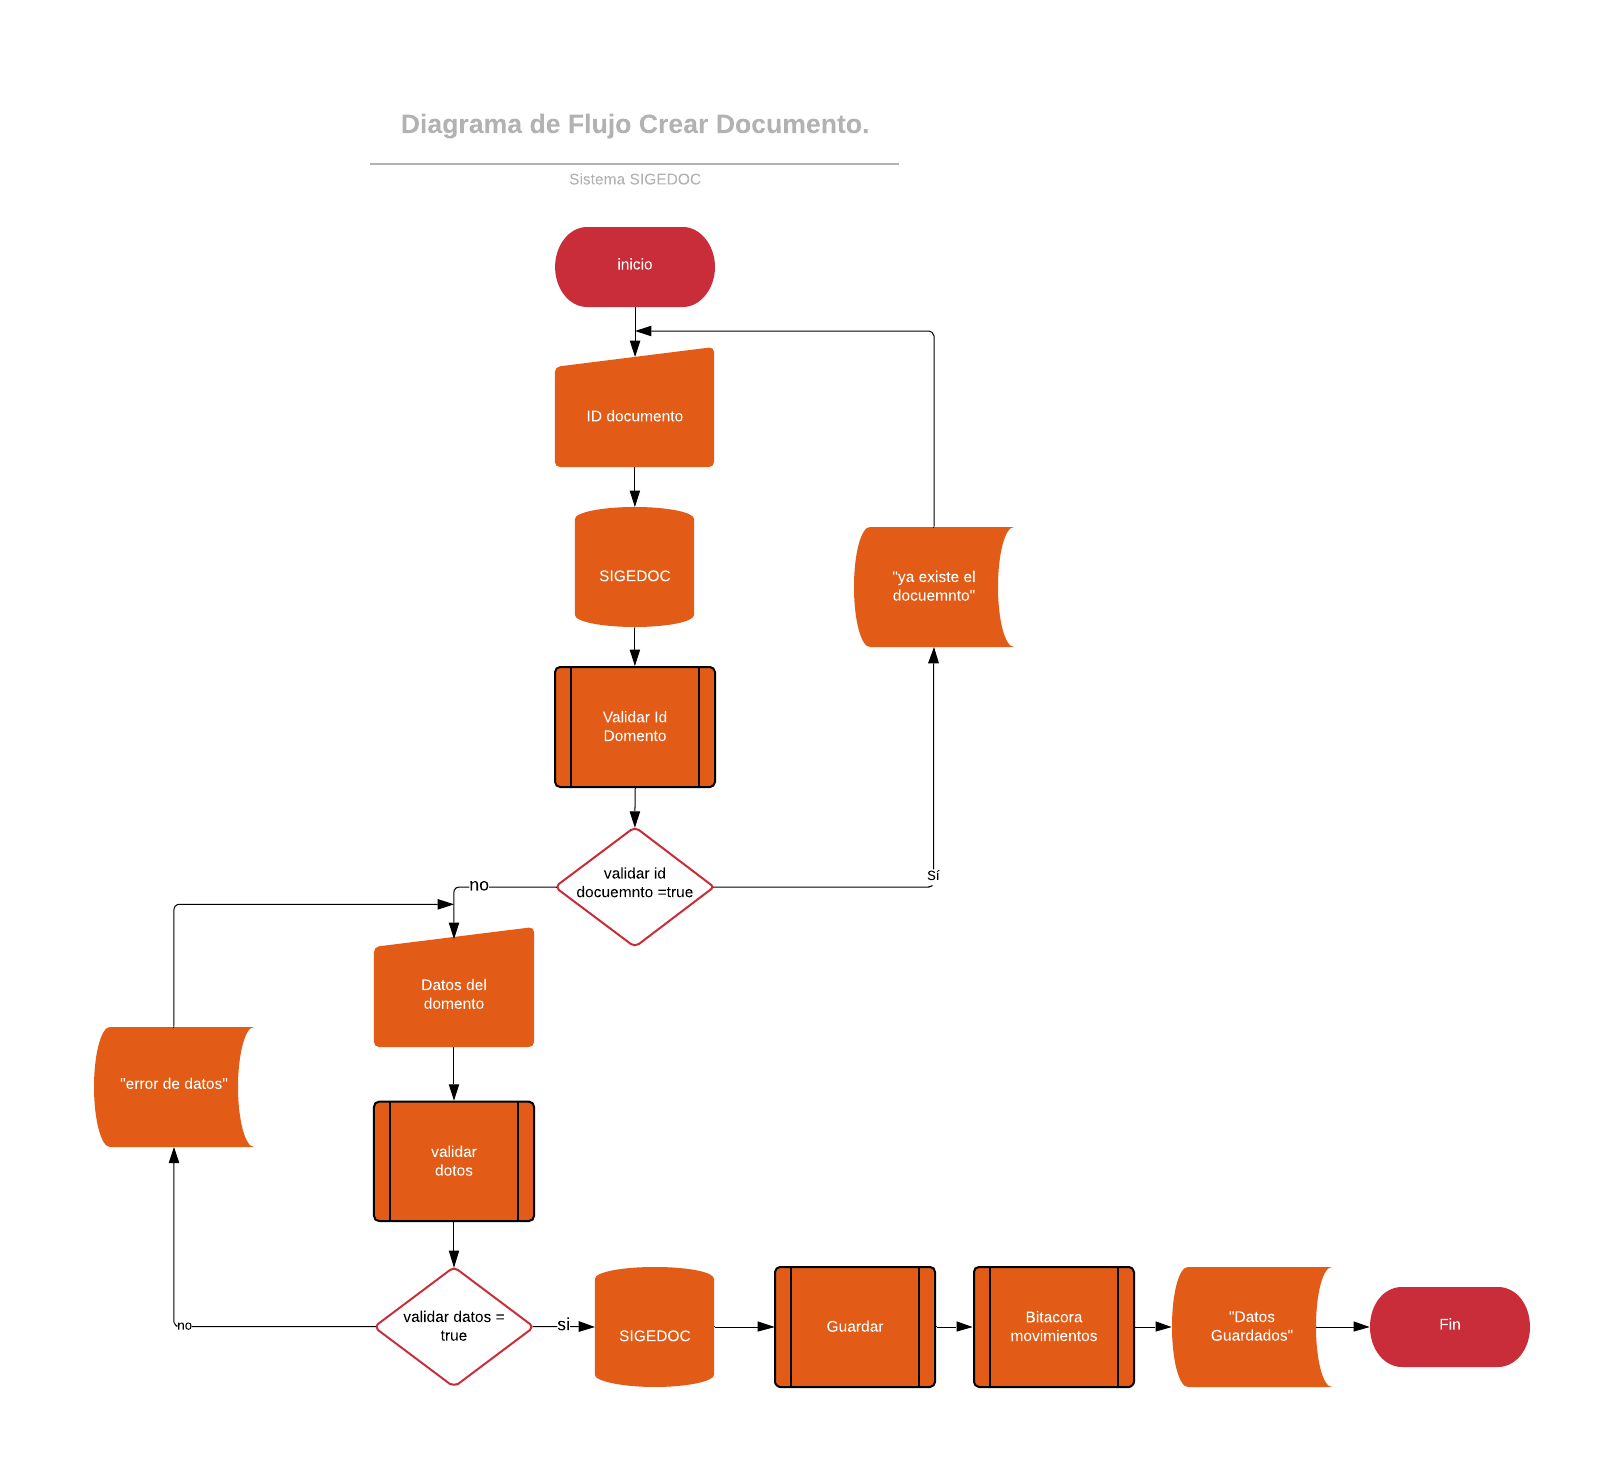 Diagrama de Flujo Crear Documento.
Sistema SIGEDOC
inicio
ID documento
SIGEDOC
"ya existe el
docuemnto"
Validar Id
Domento
validar id
docuemnto =true
no
Sí
Datos del
domento
"error de datos"
validar
dotos
validar datos =
true
no
si
SIGEDOC
Guardar
Bitacora
movimientos
"Datos
Guardados"
Fin